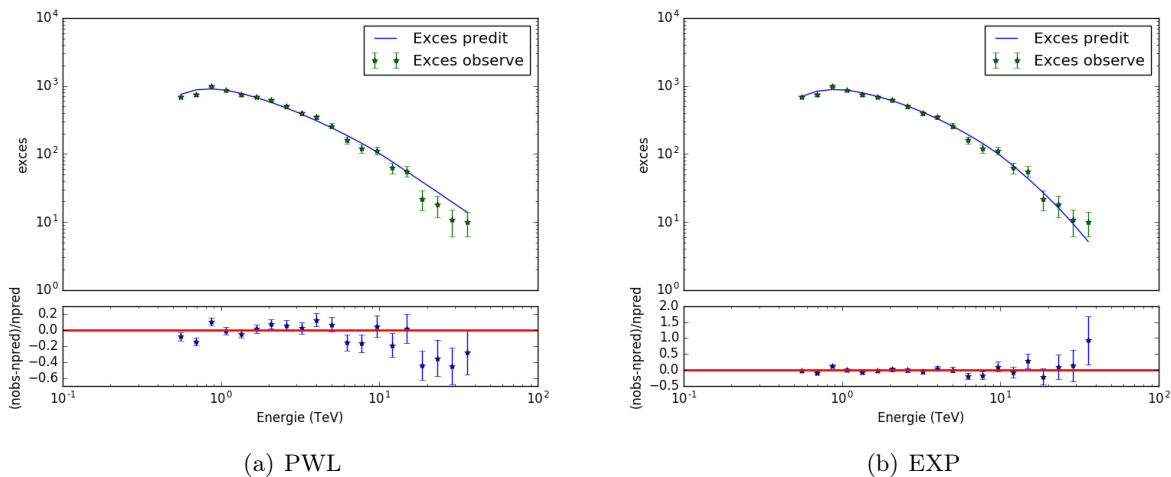 10^4
10^3
10^2
10^1
10^0
exces
Exces predit
Exces observe
0.2
0.0
−0.2
−0.4
−0.6
(nobs-npred)/npred
10^-1
10^0
10^1
10^2
Energie (TeV)
(a) PWL
10^4
10^3
10^2
10^1
10^0
exces
Exces predit
Exces observe
2.0
1.5
1.0
0.5
0.0
−0.5
(nobs-npred)/npred
10^-1
10^0
10^1
10^2
Energie (TeV)
(b) EXP